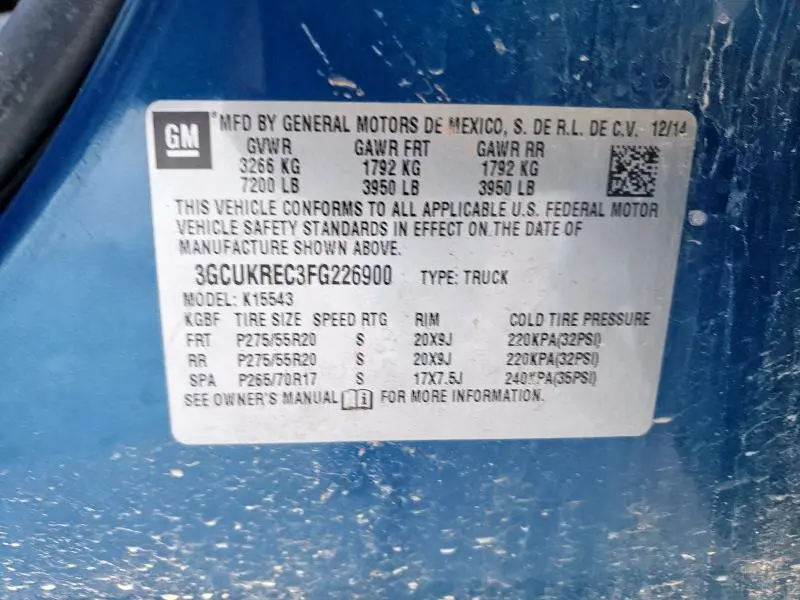 GM ® MFD BY GENERAL MOTORS DE MEXICO, S. DE R.L. DE C.V. 12/14
GVWR GAWR FRT GAWR RR
3266 KG 1792 KG 1792 KG
7200 LB 3950 LB 3950 LB
THIS VEHICLE CONFORMS TO ALL APPLICABLE U.S. FEDERAL MOTOR
VEHICLE SAFETY STANDARDS IN EFFECT ON THE DATE OF
MANUFACTURE SHOWN ABOVE.
3GCUKREC3FG226900 TYPE: TRUCK
MODEL: K15543
KGBF TIRE SIZE SPEED RTG RIM COLD TIRE PRESSURE
FRT P275/55R20 S 20X9J 220KPA(32PSI)
RR P275/55R20 S 20X9J 220KPA(32PSI)
SPA P265/70R17 S 17X7.5J 240KPA(35PSI)
SEE OWNER'S MANUAL i FOR MORE INFORMATION.